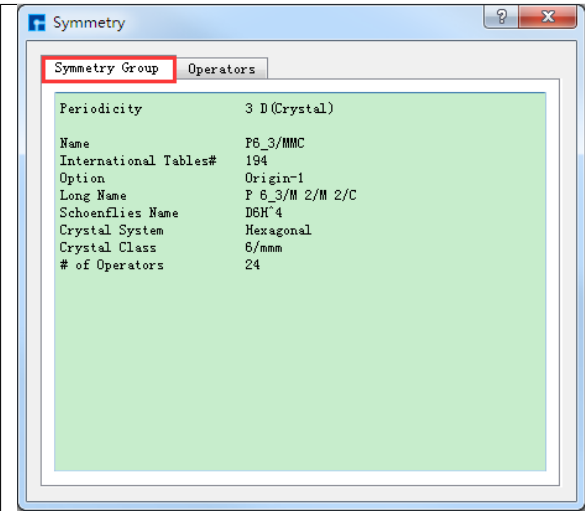 Symmetry
? X
Symmetry Group Operators
Periodicity 3 D(Crystal)
Name P6_3/MMC
International Tables# 194
Option Origin-1
Long Name P 6_3/M 2/M 2/C
Schoenflies Name D6H^4
Crystal System Hexagonal
Crystal Class 6/mmm
# of Operators 24